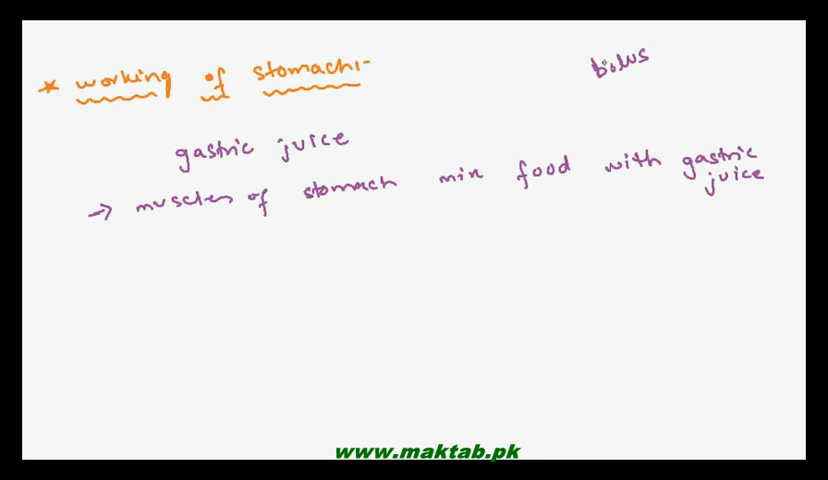 * working of stomach:-
bolus
gastric juice
→ muscles of stomach mix food with gastric
juice
www.maktab.pk